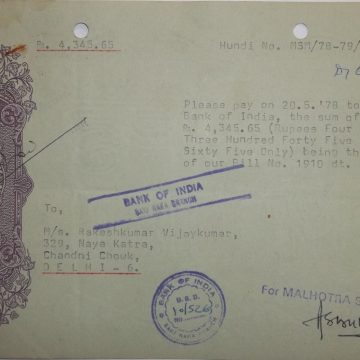 Rs. 4,345.65
Hundi No. MSM/78-79/
Please pay on 20.5.'78 to
Bank of India, the sum of
Rs. 4,345.65 (Rupees Four
Three Hundred Forty Five
Sixty Five Only) being th
of our Bill No. 1910 dt.
BANK OF INDIA
BRANCH
To,
M/s. Rakeshkumar Vijaykumar,
329, Naya Katra,
Chandni Chouk,
DELHI - 6.
BANK OF INDIA
For MALHOTRA S